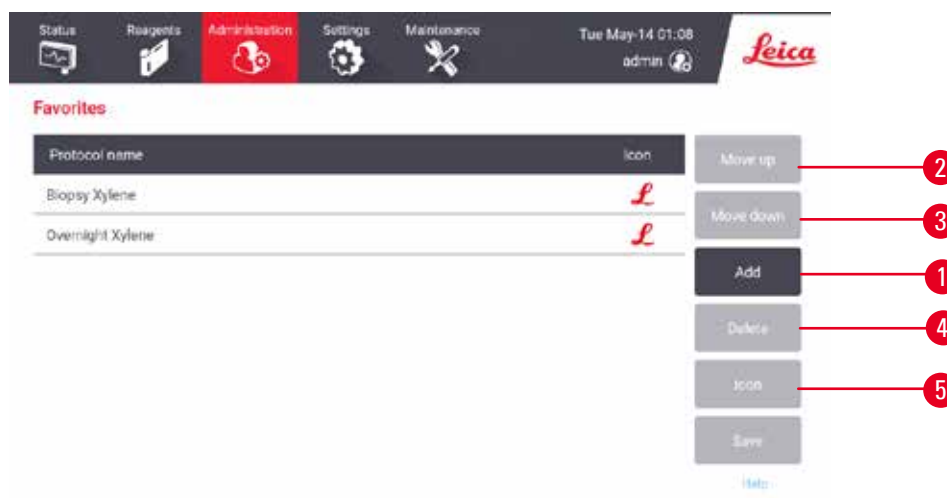 Status Reagents Administration Settings Maintenance Tue May-14 01:08
admin
Leica
Favorites
Protocol name Icon
Biopsy Xylene L
Overnight Xylene L
Move up 2
Move down 3
Add 1
Delete 4
Icon 5
Save
Help